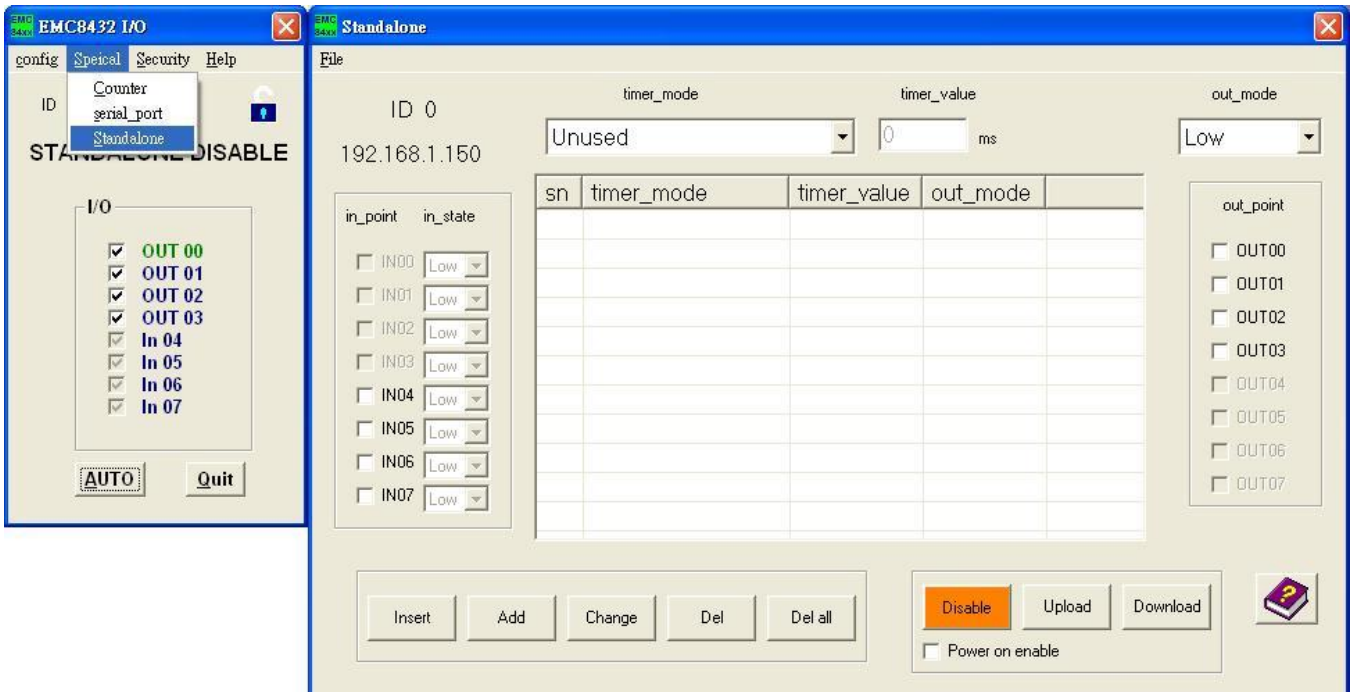 EMC 84xx EMC8432 I/O
config Speical Security Help
Counter
serial_port
Standalone
ID
STANDALONE DISABLE
I/O
OUT 00
OUT 01
OUT 02
OUT 03
In 04
In 05
In 06
In 07
AUTO Quit
EMC 84xx Standalone
File
ID 0
192.168.1.150
timer_mode timer_value out_mode
Unused 0 ms Low
in_point in_state
IN00 Low
IN01 Low
IN02 Low
IN03 Low
IN04 Low
IN05 Low
IN06 Low
IN07 Low
sn timer_mode timer_value out_mode
out_point
OUT00
OUT01
OUT02
OUT03
OUT04
OUT05
OUT06
OUT07
Insert Add Change Del Del all
Disable Upload Download
Power on enable
?